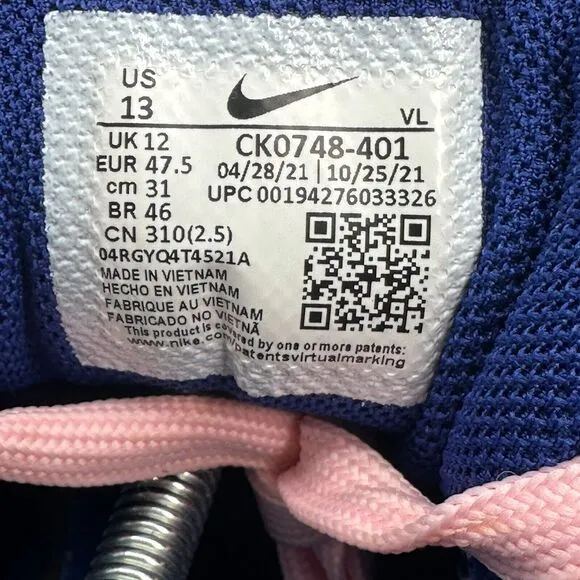 US
13
VL
UK 12
EUR 47.5
cm 31
BR 46
CN 310(2.5)
CK0748-401
04/28/21 | 10/25/21
UPC 00194276033326
04RGYQ4T4521A
MADE IN VIETNAM
HECHO EN VIETNAM
FABRIQUE AU VIETNAM
FABRICADO NO VIETNÃ
This product is covered by one or more patents:
www.nike.com/patentsvirtualmarking